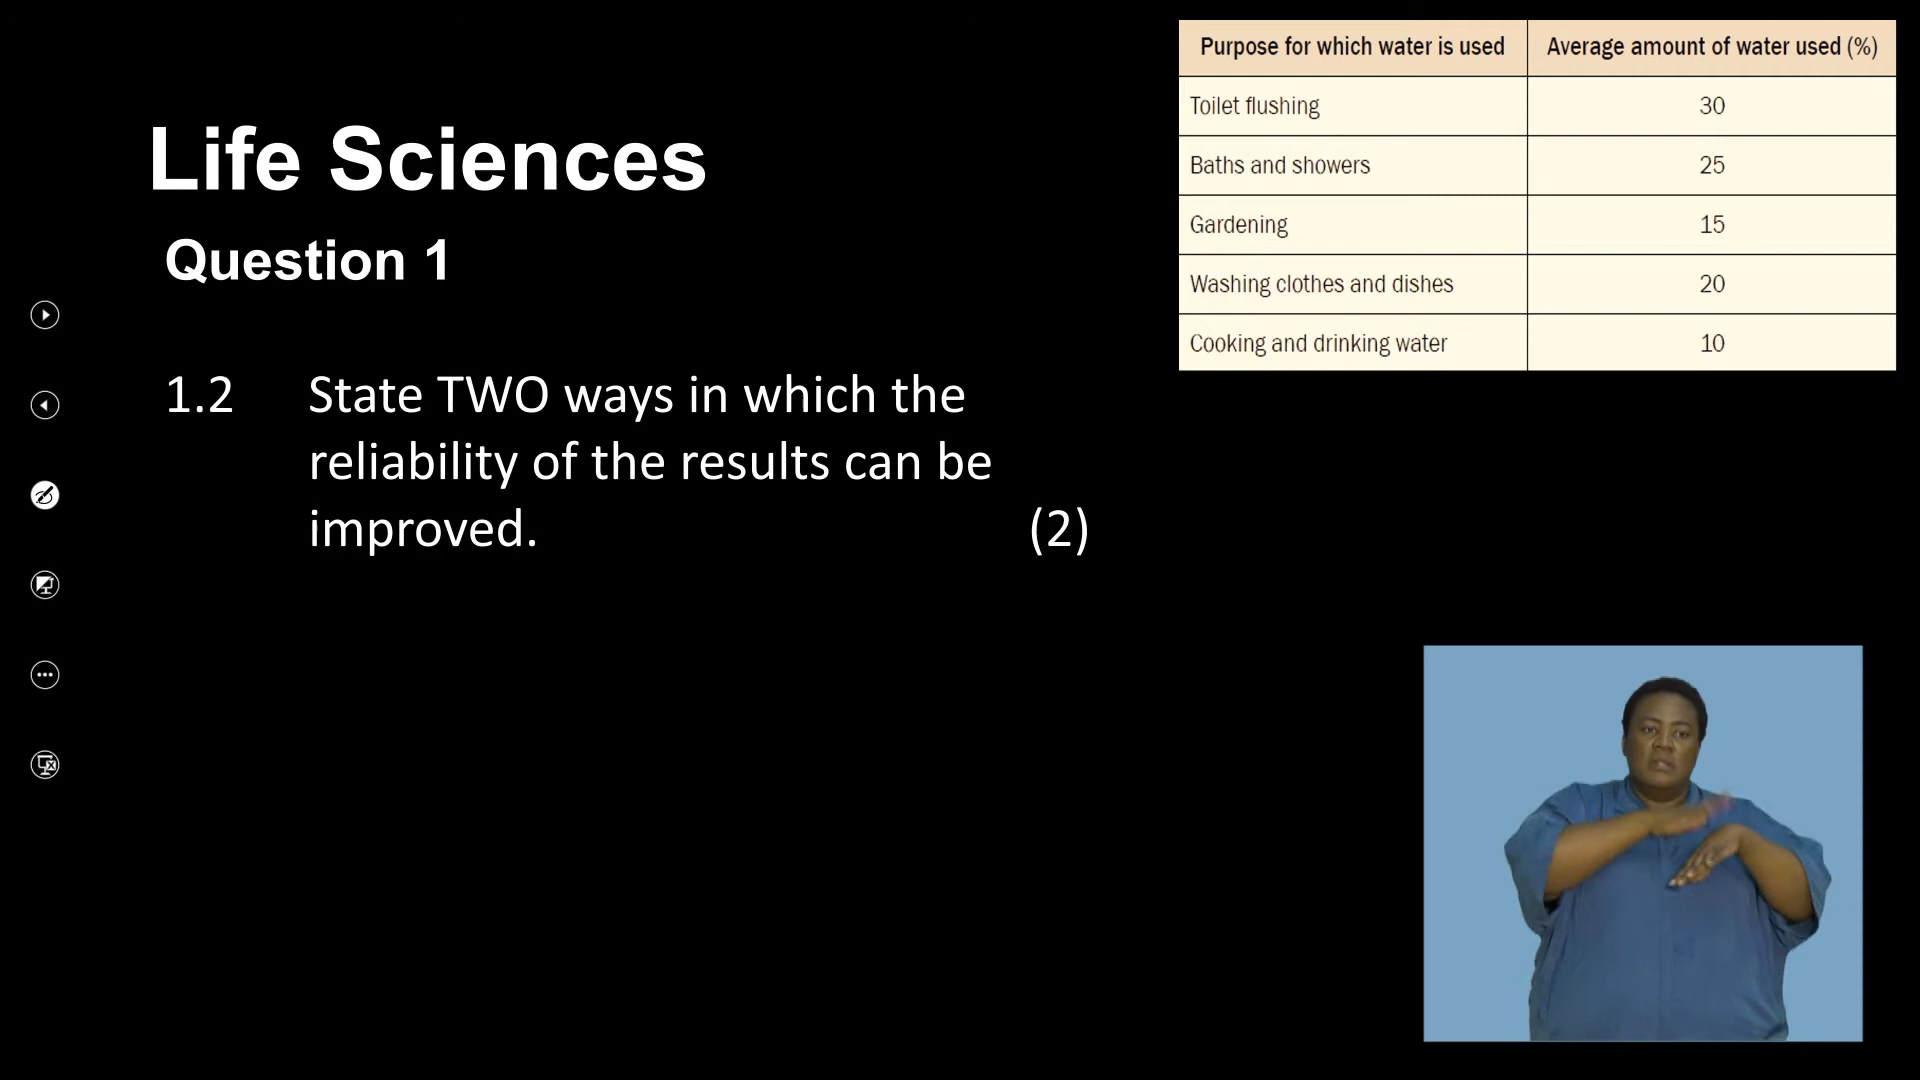 Life Sciences
Question 1
1.2 State TWO ways in which the
reliability of the results can be
improved. (2)
Purpose for which water is used Average amount of water used (%)
Toilet flushing 30
Baths and showers 25
Gardening 15
Washing clothes and dishes 20
Cooking and drinking water 10